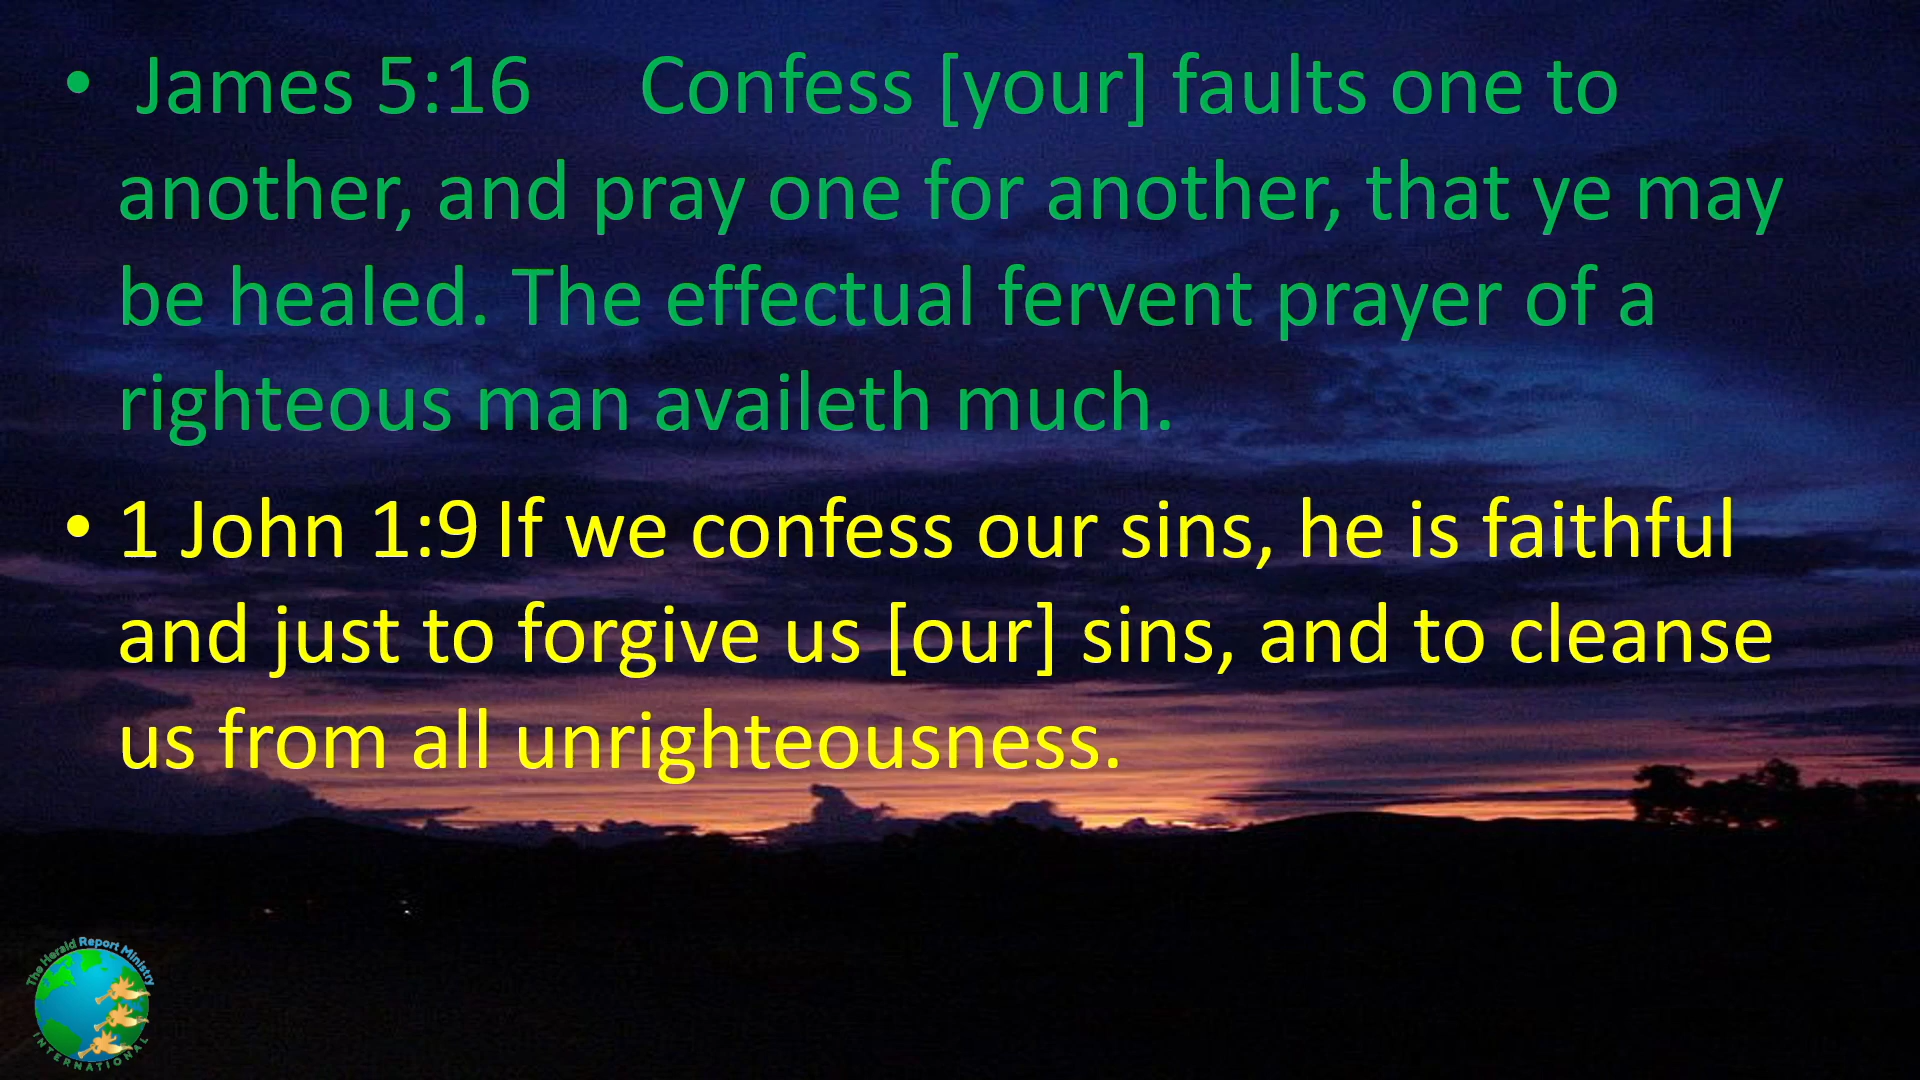 • James 5:16 Confess [your] faults one to
another, and pray one for another, that ye may
be healed. The effectual fervent prayer of a
righteous man availeth much.
• 1 John 1:9 If we confess our sins, he is faithful
and just to forgive us [our] sins, and to cleanse
us from all unrighteousness.
The Herald Report Ministry
INTERNATIONAL